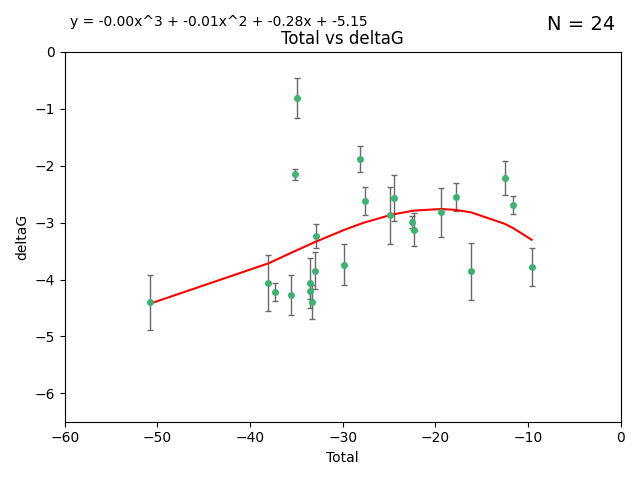 y = -0.00x^3 + -0.01x^2 + -0.28x + -5.15
N = 24
Total vs deltaG
0
−1
−2
−3
−4
−5
−6
deltaG
−60 −50 −40 −30 −20 −10 0
Total